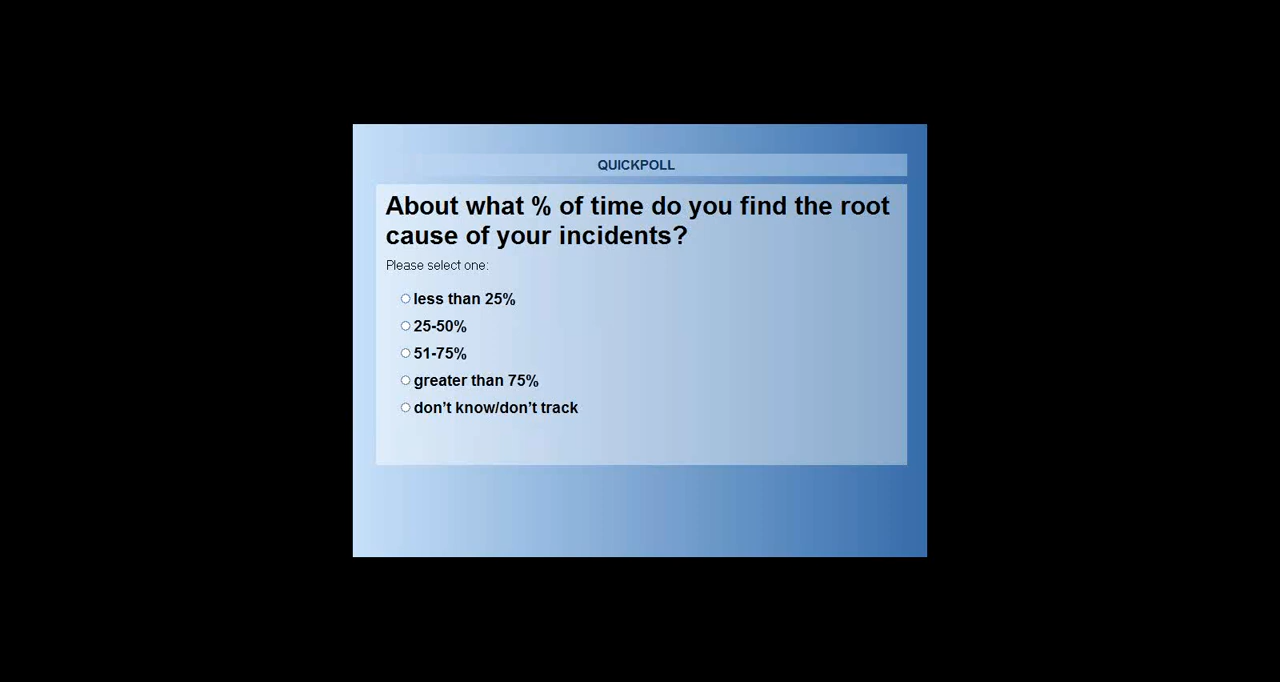 QUICKPOLL
About what % of time do you find the root
cause of your incidents?
Please select one:
less than 25%
25-50%
51-75%
greater than 75%
don’t know/don’t track